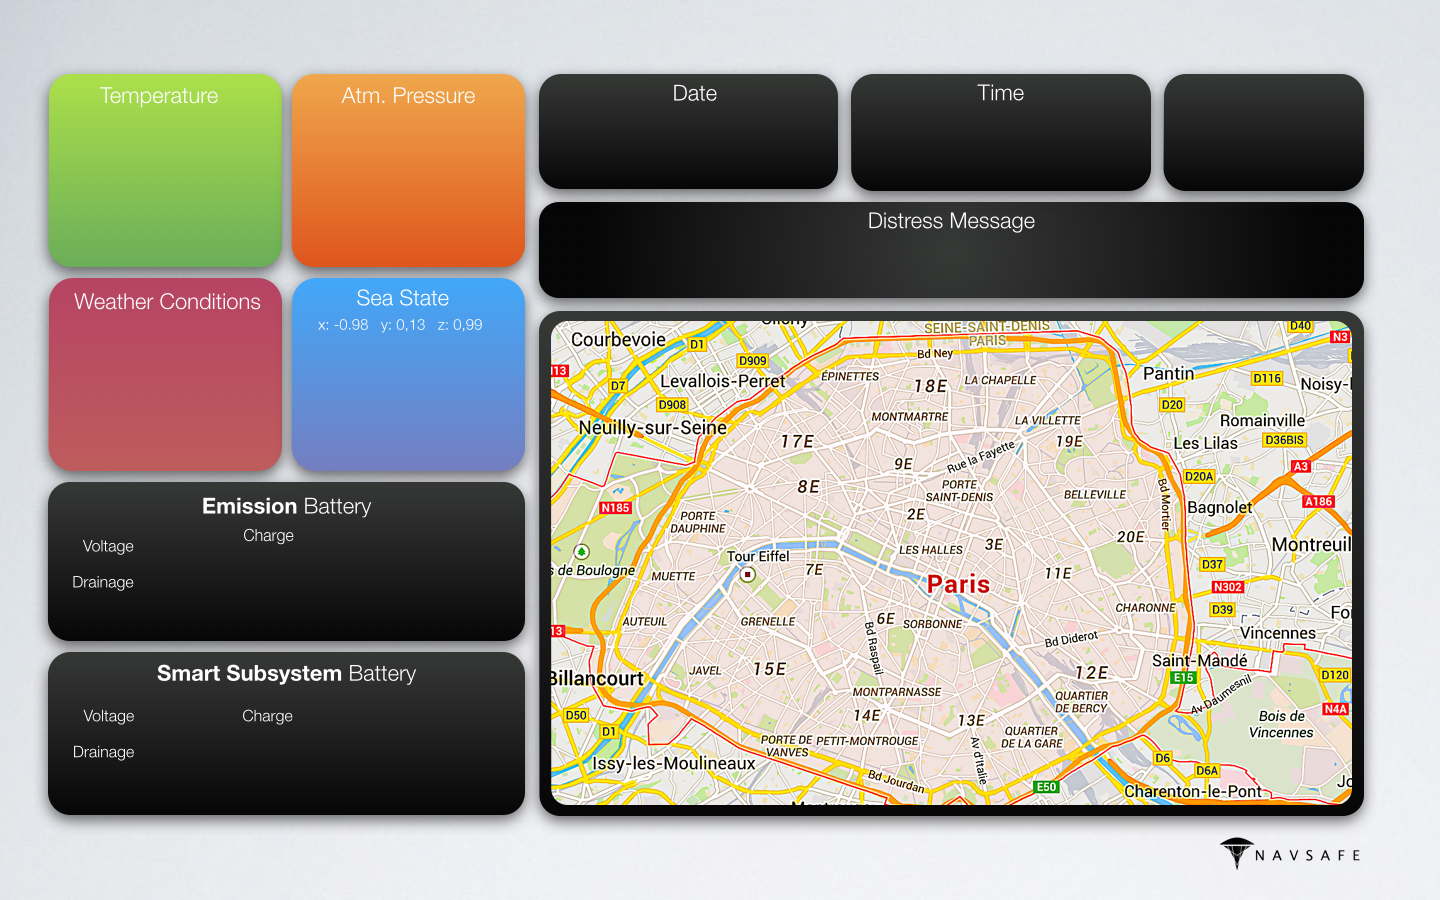 Temperature
Atm. Pressure
Date
Time
Distress Message
Weather Conditions
Sea State
x: -0.98 y: 0,13 z: 0,99
Emission Battery
Charge
Voltage
Drainage
Smart Subsystem Battery
Voltage
Charge
Drainage
SEINE-SAINT-DENIS
PARIS
D40
N3
Courbevoie
D1
Bd Ney
D909
N13
D7
Levallois-Perret
ÉPINETTES
18E
LA CHAPELLE
Pantin
D116
Noisy-l
D908
MONTMARTRE
LA VILLETTE
D20
Romainville
Neuilly-sur-Seine
17E
19E
Les Lilas
D36BIS
Rue la Fayette
9E
A3
8E
PORTE
SAINT-DENIS
BELLEVILLE
Bd Mortier
D20A
A186
N185
Bagnolet
PORTE
DAUPHINE
2E
20E
Montreuil
s de Boulogne
Tour Eiffel
LES HALLES
3E
7E
MUETTE
Paris
11E
D37
N302
CHARONNE
D39
Fo
13
AUTEUIL
GRENELLE
6E
SORBONNE
Bd Raspail
Bd Diderot
Vincennes
Saint-Mandé
Billancourt
JAVEL
15E
12E
E15
D120
MONTPARNASSE
QUARTIER
DE BERCY
Av Daumesnil
D50
14E
13E
Bois de
Vincennes
N4A
D1
PORTE DE
VANVES
PETIT-MONTROUGE
Av d'Italie
QUARTIER
DE LA GARE
D6
D6A
Issy-les-Moulineaux
Bd Jourdan
E50
Charenton-le-Pont
Jo
NAVSAFE